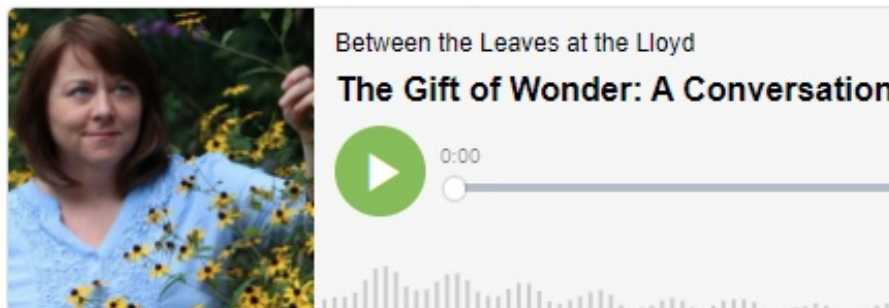 Between the Leaves at the Lloyd
The Gift of Wonder: A Conversation
0:00